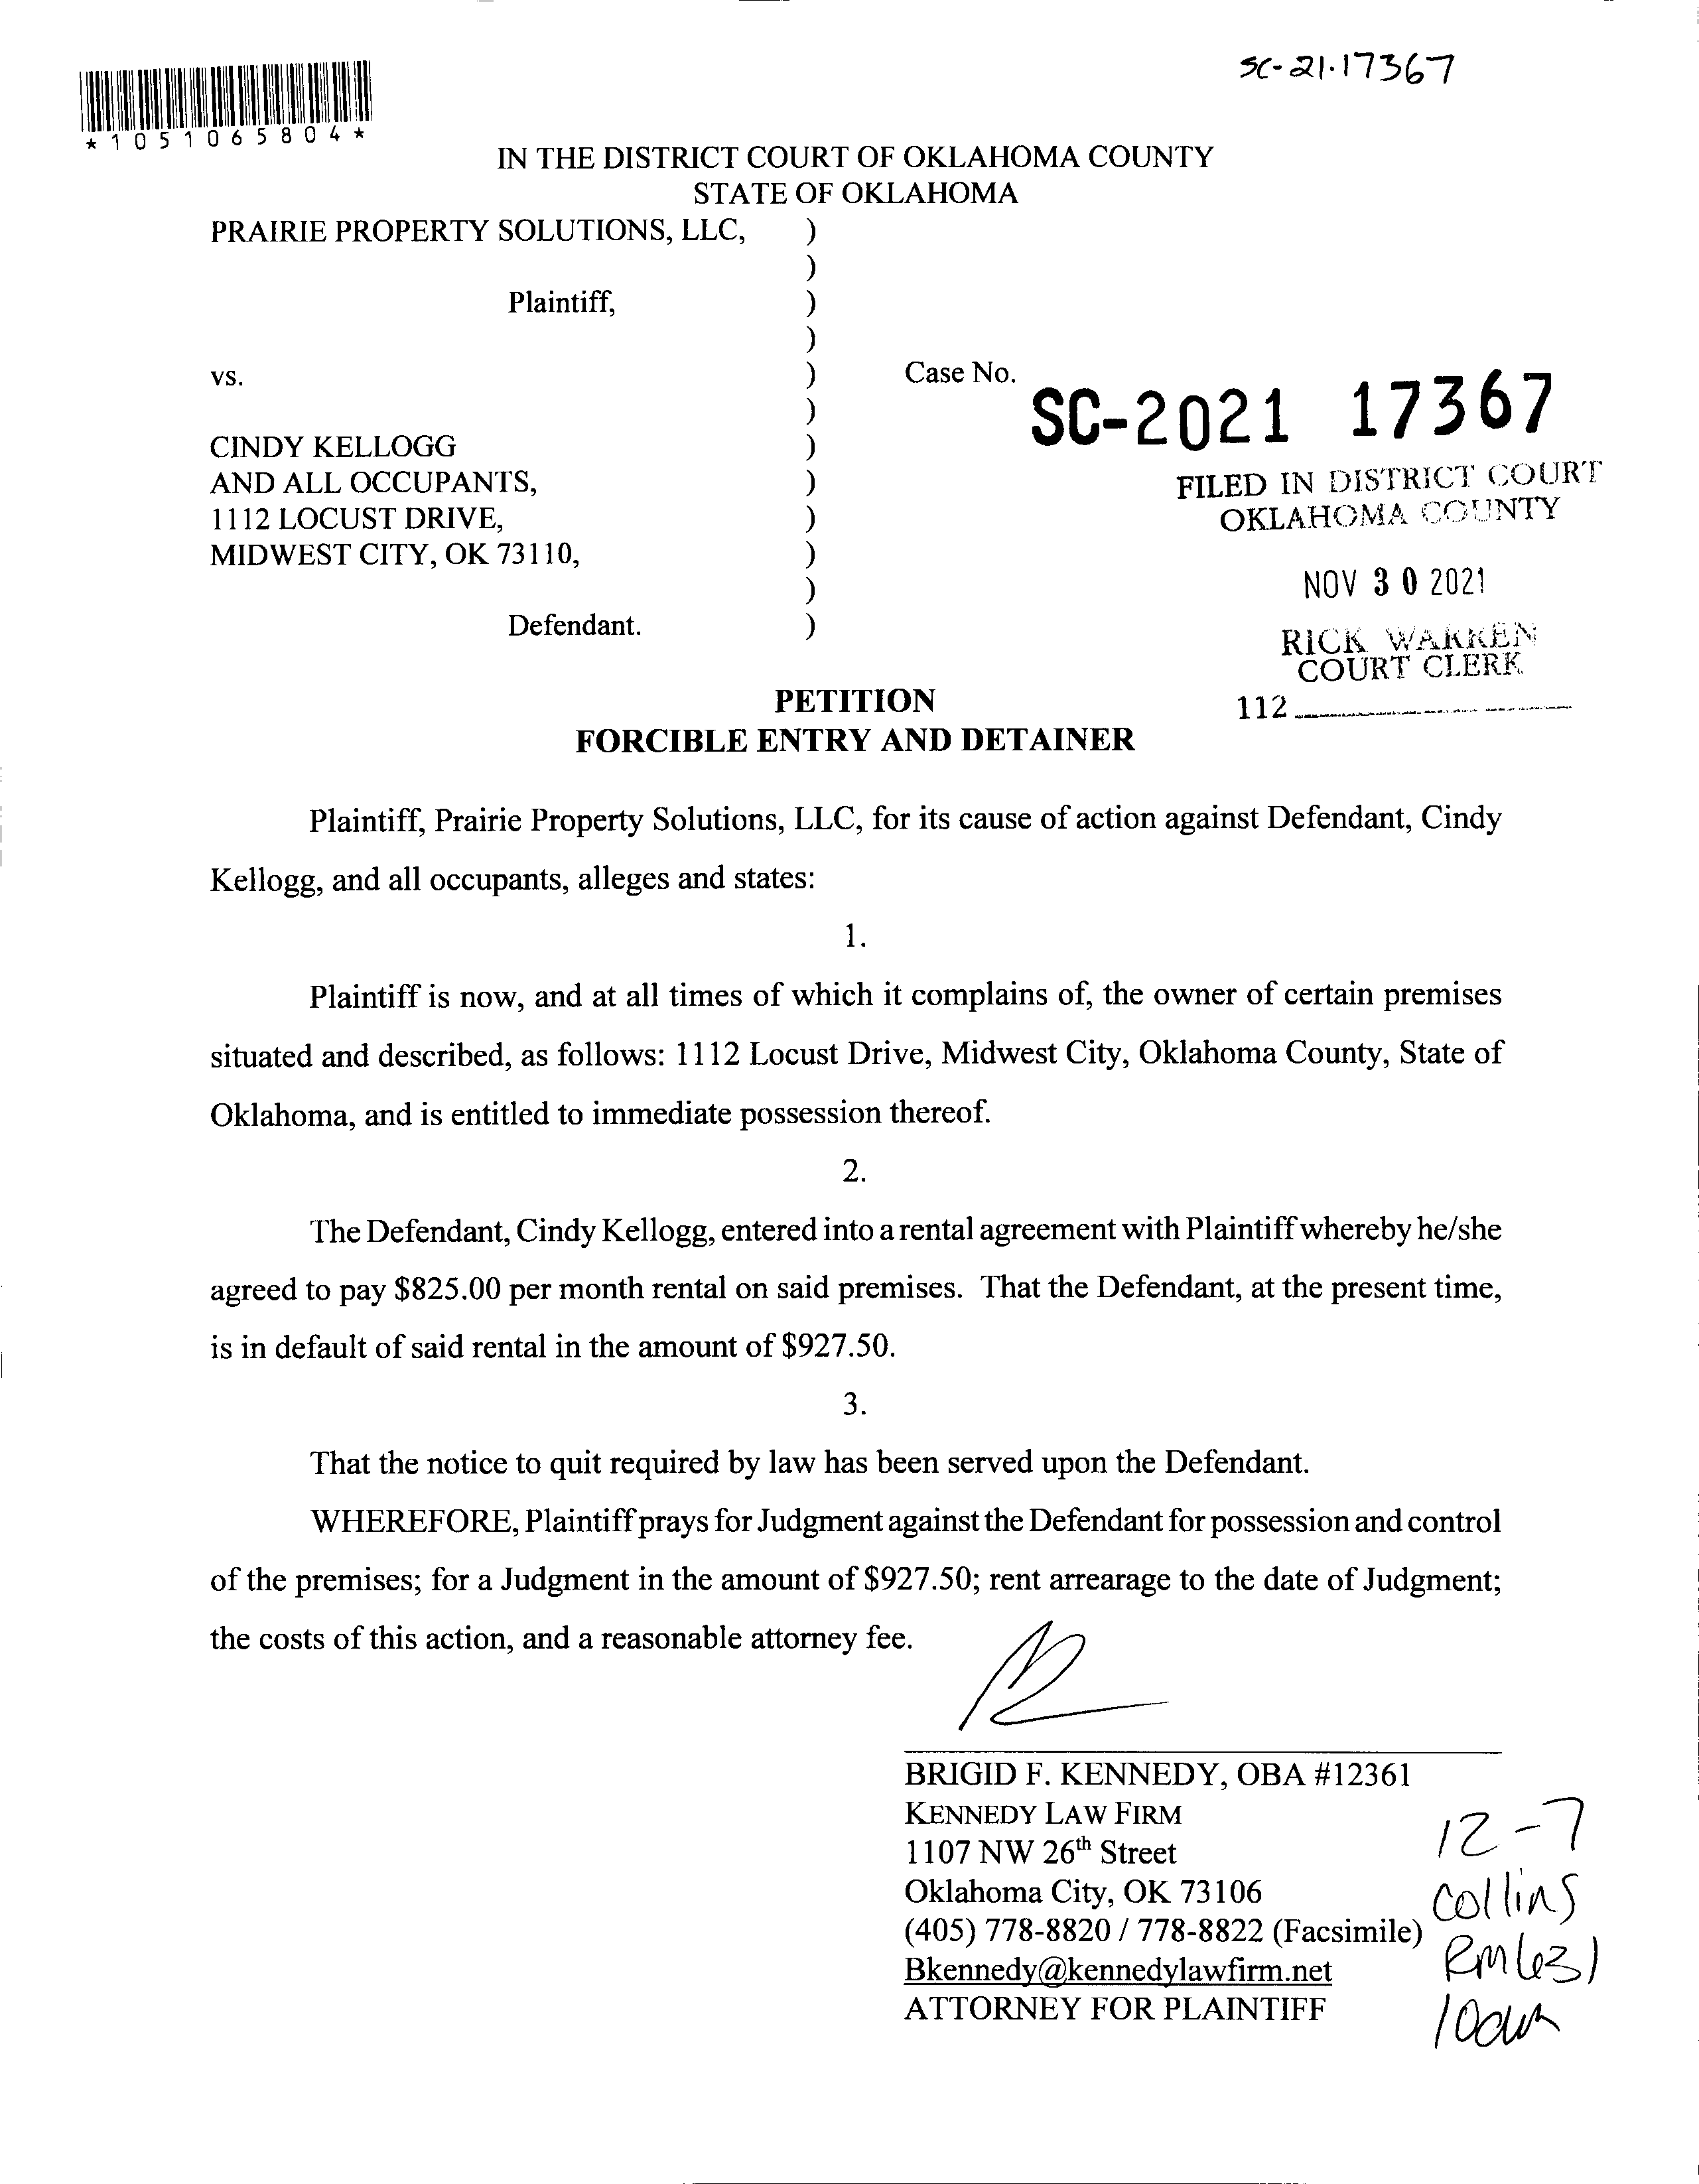 SC-21-17367
*1051065804*
IN THE DISTRICT COURT OF OKLAHOMA COUNTY
STATE OF OKLAHOMA
PRAIRIE PROPERTY SOLUTIONS, LLC, )
)
Plaintiff, )
)
vs. ) Case No. SC-2021 17367
)
CINDY KELLOGG )
AND ALL OCCUPANTS, ) FILED IN DISTRICT COURT
1112 LOCUST DRIVE, ) OKLAHOMA COUNTY
MIDWEST CITY, OK 73110, )
) NOV 30 2021
Defendant. )
RICK WARREN
COURT CLERK
112
PETITION
FORCIBLE ENTRY AND DETAINER
Plaintiff, Prairie Property Solutions, LLC, for its cause of action against Defendant, Cindy
Kellogg, and all occupants, alleges and states:
1.
Plaintiff is now, and at all times of which it complains of, the owner of certain premises
situated and described, as follows: 1112 Locust Drive, Midwest City, Oklahoma County, State of
Oklahoma, and is entitled to immediate possession thereof.
2.
The Defendant, Cindy Kellogg, entered into a rental agreement with Plaintiff whereby he/she
agreed to pay $825.00 per month rental on said premises. That the Defendant, at the present time,
is in default of said rental in the amount of $927.50.
3.
That the notice to quit required by law has been served upon the Defendant.
WHEREFORE, Plaintiff prays for Judgment against the Defendant for possession and control
of the premises; for a Judgment in the amount of $927.50; rent arrearage to the date of Judgment;
the costs of this action, and a reasonable attorney fee.
BRIGID F. KENNEDY, OBA #12361
KENNEDY LAW FIRM
1107 NW 26th Street
Oklahoma City, OK 73106
(405) 778-8820 / 778-8822 (Facsimile)
Bkennedy@kennedylawfirm.net
ATTORNEY FOR PLAINTIFF
12-7
Collins
Rm 631
10am